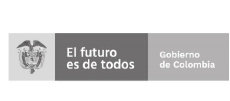 El futuro
es de todos
Gobierno
de Colombia